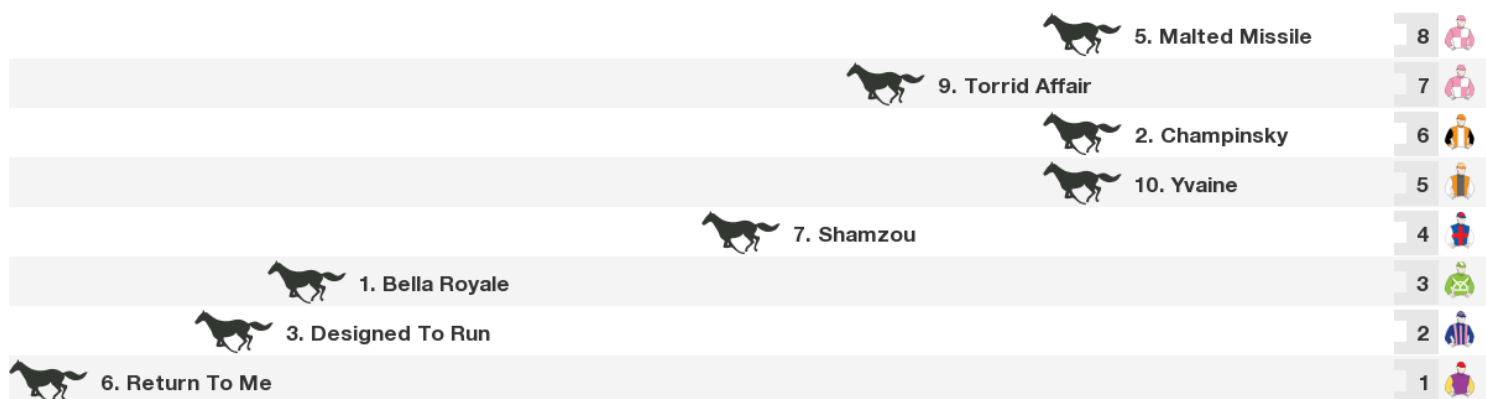 5. Malted Missile 8
9. Torrid Affair 7
2. Champinsky 6
10. Yvaine 5
7. Shamzou 4
1. Bella Royale 3
3. Designed To Run 2
6. Return To Me 1